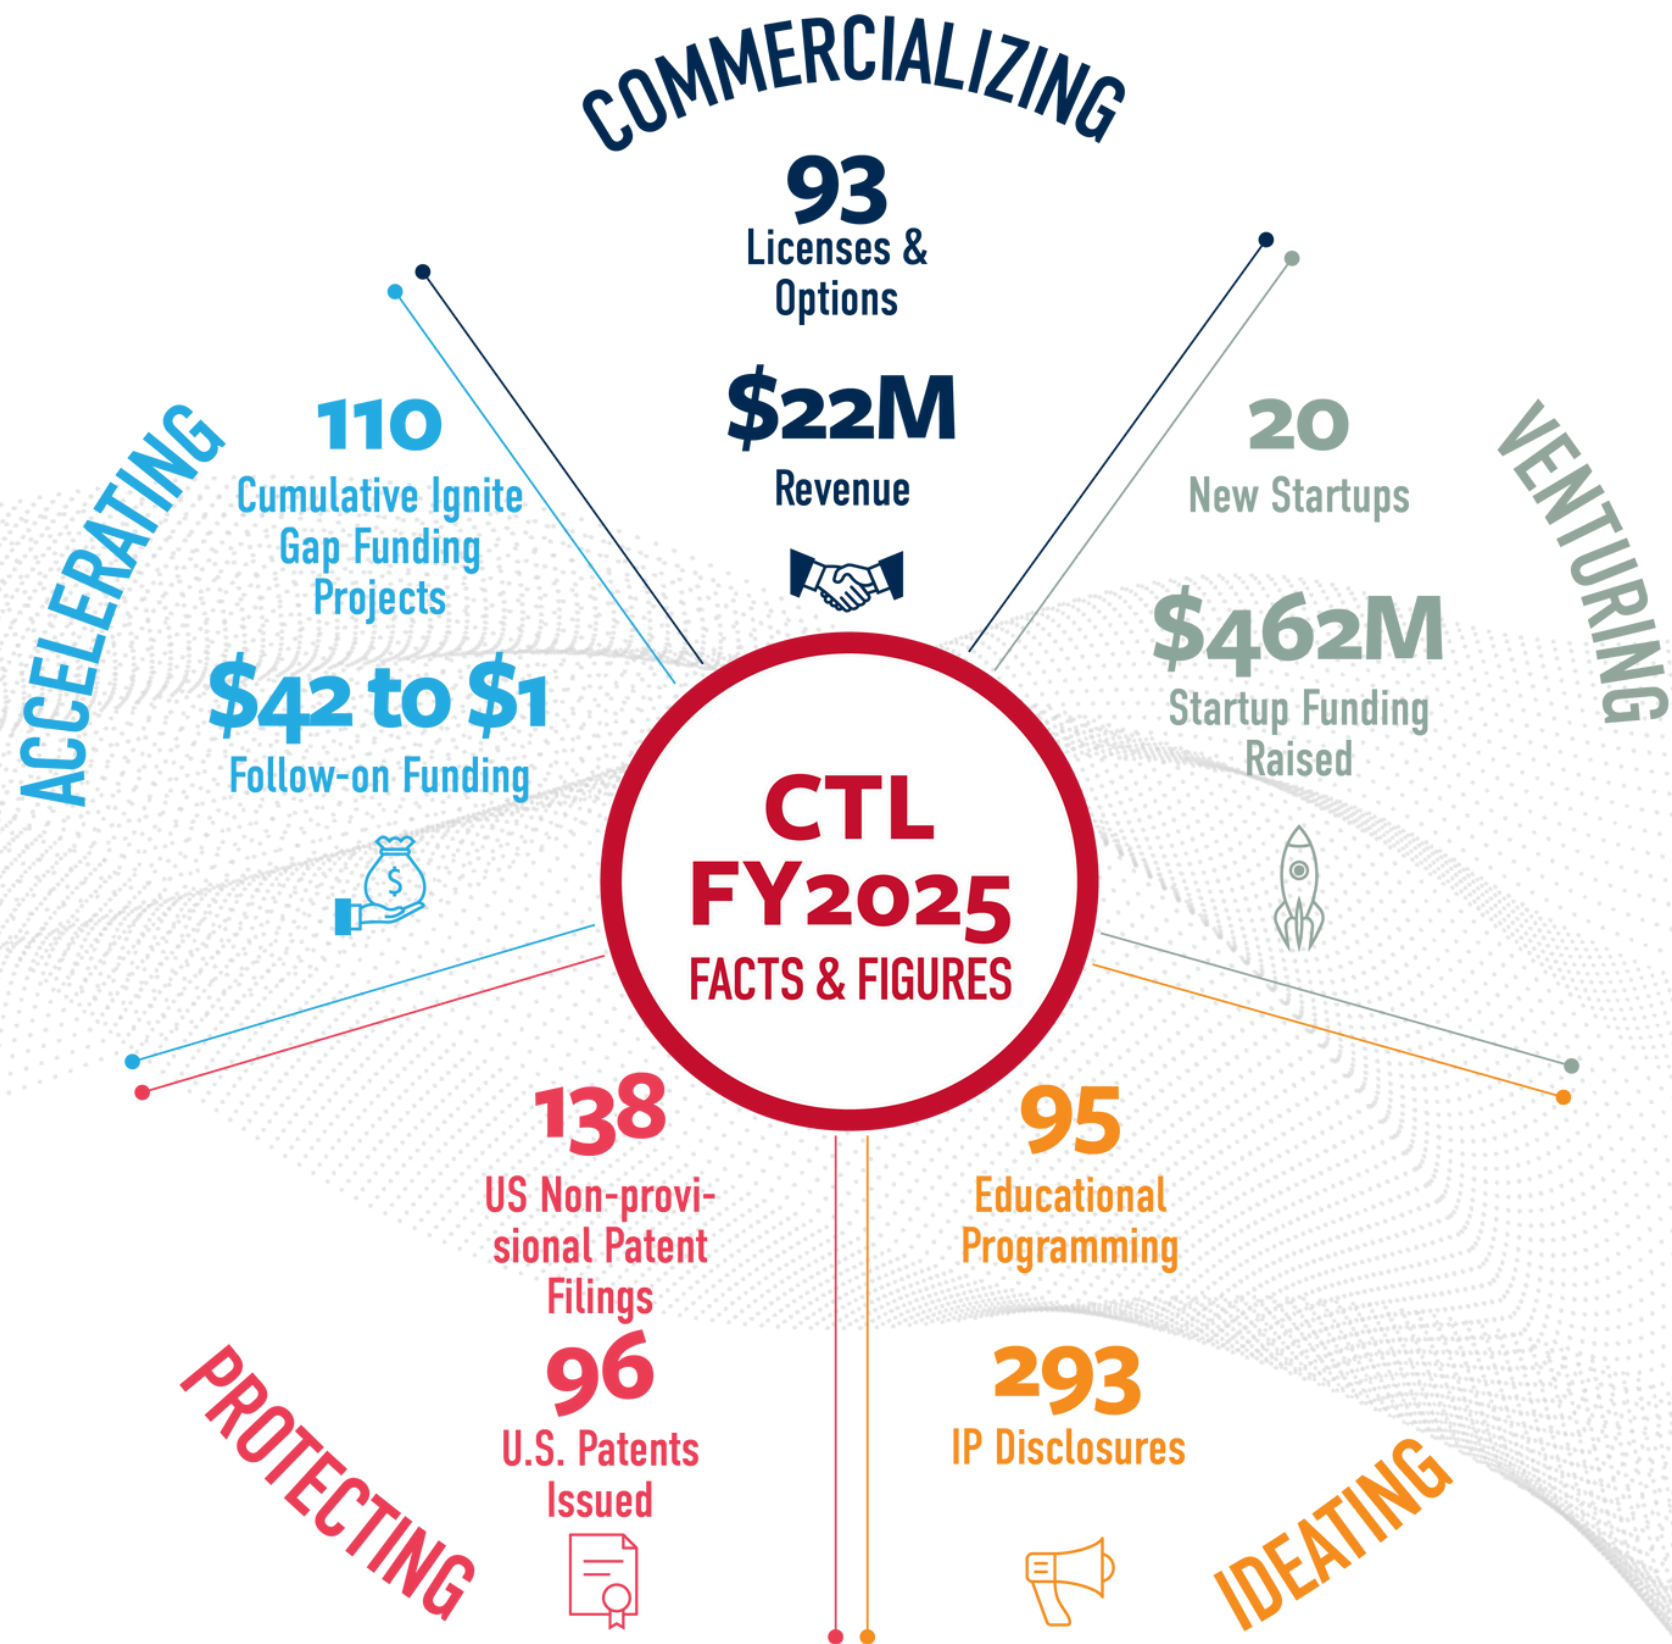 COMMERCIALIZING
93
Licenses &
Options
$22M
Revenue
ACCELERATING
110
Cumulative Ignite
Gap Funding
Projects
$42 to $1
Follow-on Funding
$
VENTURING
20
New Startups
$462M
Startup Funding
Raised
CTL
FY2025
FACTS & FIGURES
PROTECTING
138
US Non-provi-
sional Patent
Filings
96
U.S. Patents
Issued
95
Educational
Programming
293
IP Disclosures
IDEATING